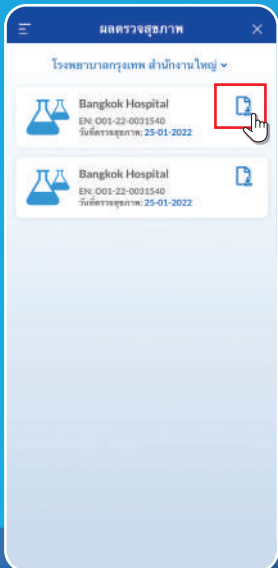 ผลตรวจสุขภาพ
โรงพยาบาลกรุงเทพ สำนักงานใหญ่
Bangkok Hospital
EN: O01-22-0031540
วันที่ตรวจสุขภาพ: 25-01-2022
Bangkok Hospital
EN: O01-22-0031540
วันที่ตรวจสุขภาพ: 25-01-2022